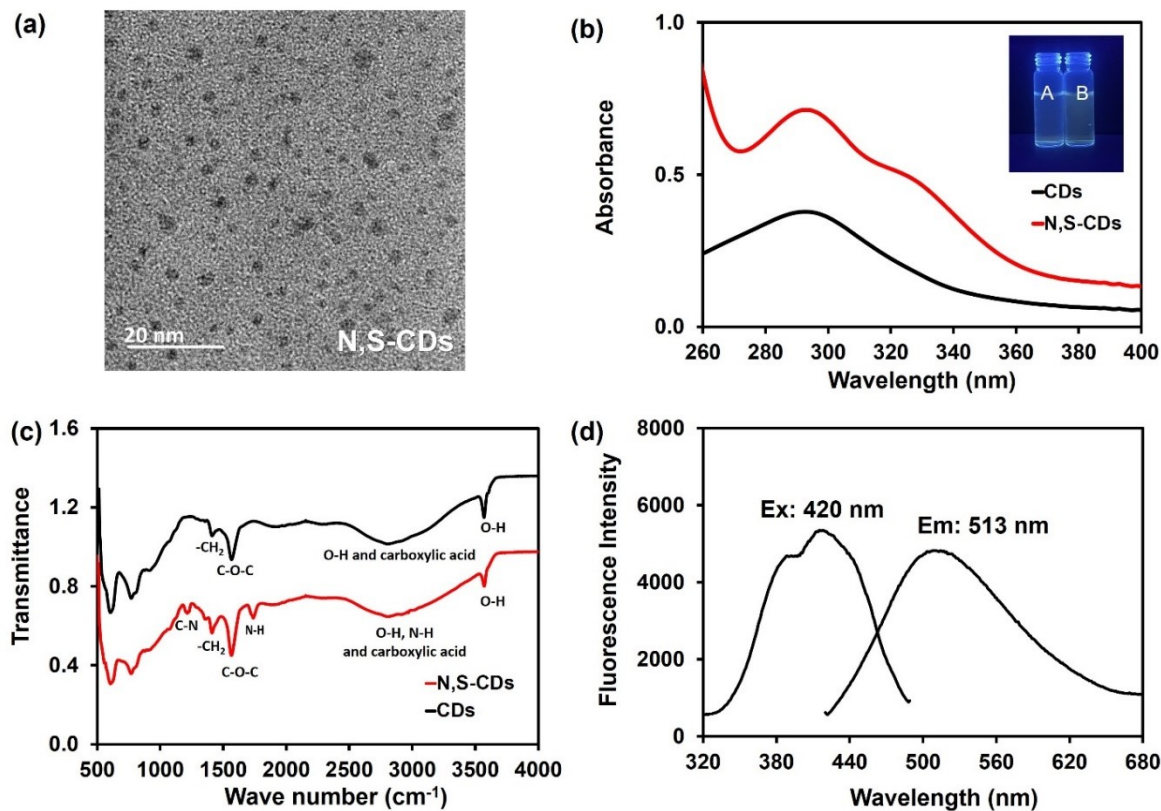 (a)
20 nm
N,S-CDs
(b)
1.0
0.5
0.0
Absorbance
A B
CDs
N,S-CDs
260 280 300 320 340 360 380 400
Wavelength (nm)
(c)
1.6
1.2
0.8
0.4
0.0
Transmittance
-CH₂
C-O-C
O-H and carboxylic acid
O-H
C-N
-CH₂
C-O-C
N-H
O-H, N-H
and carboxylic acid
O-H
N,S-CDs
CDs
500 1000 1500 2000 2500 3000 3500 4000
Wave number (cm⁻¹)
(d)
8000
6000
4000
2000
0
Fluorescence Intensity
Ex: 420 nm
Em: 513 nm
320 380 440 500 560 620 680
Wavelength (nm)